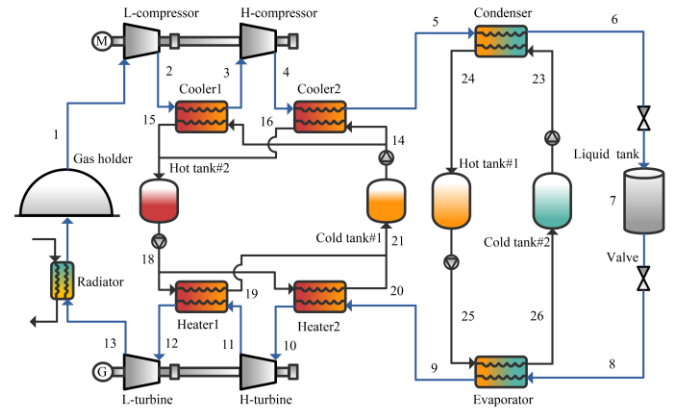 L-compressor
H-compressor
Condenser
M
5
6
2
3
4
24
23
Cooler1
Cooler2
15
16
14
1
Gas holder
Hot tank#2
Hot tank#1
Liquid tank
7
Cold tank#1
21
Cold tank#2
18
Valve
Radiator
19
20
25
26
Heater1
Heater2
13
12
11
10
9
8
G
L-turbine
H-turbine
Evaporator